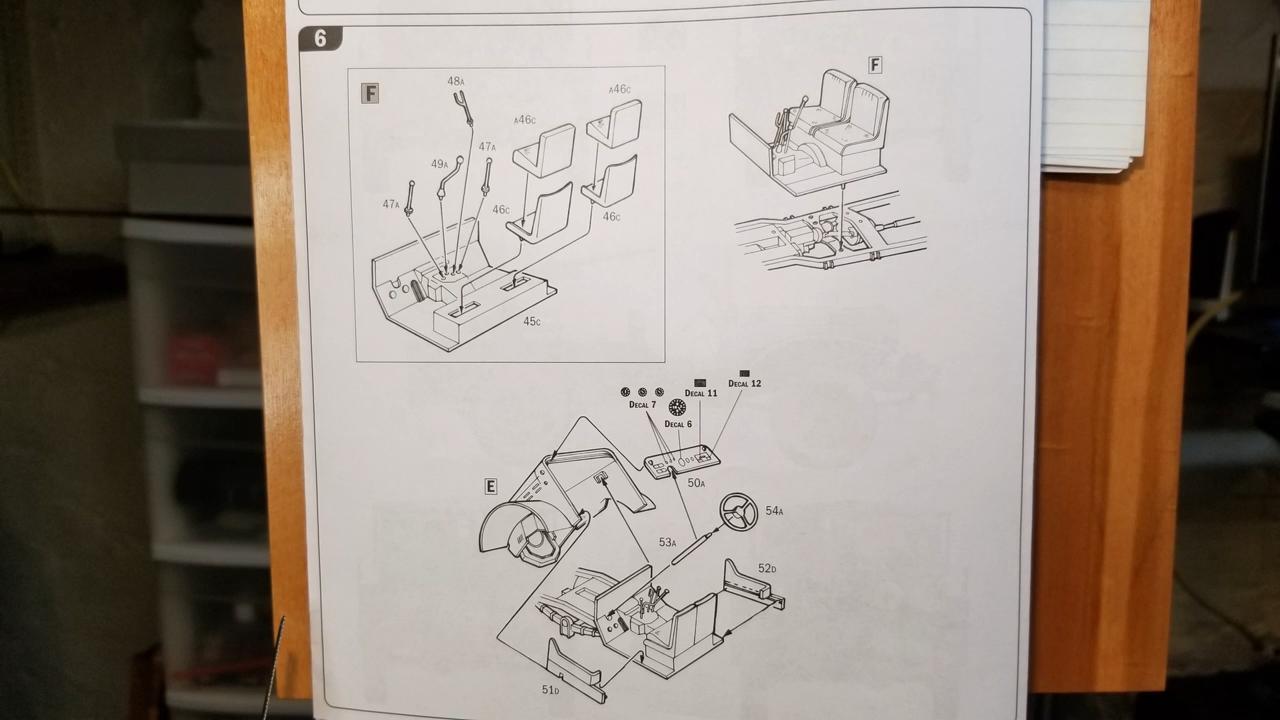 6
F
48A
A46C
A46C
49A
47A
47A
46C
46C
45C
F
DECAL 7
DECAL 6
DECAL 11
DECAL 12
50A
E
54A
53A
52D
51D